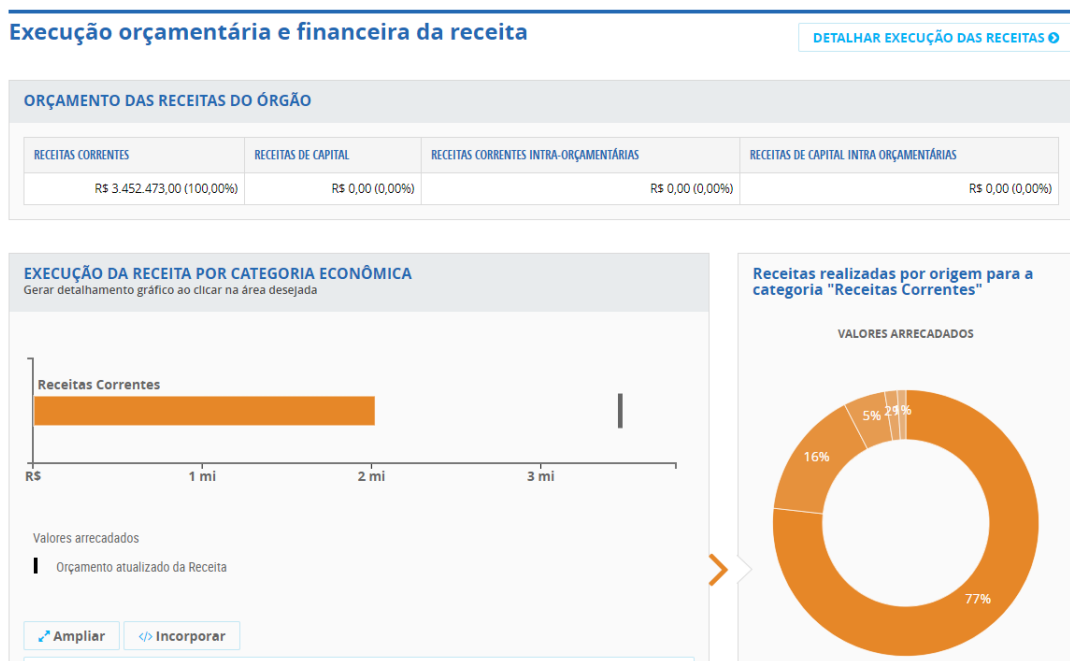 Execução orçamentária e financeira da receita
DETALHAR EXECUÇÃO DAS RECEITAS
ORÇAMENTO DAS RECEITAS DO ÓRGÃO
RECEITAS CORRENTES RECEITAS DE CAPITAL RECEITAS CORRENTES INTRA-ORÇAMENTÁRIAS RECEITAS DE CAPITAL INTRA ORÇAMENTÁRIAS
R$ 3.452.473,00 (100,00%) R$ 0,00 (0,00%) R$ 0,00 (0,00%) R$ 0,00 (0,00%)
EXECUÇÃO DA RECEITA POR CATEGORIA ECONÔMICA
Gerar detalhamento gráfico ao clicar na área desejada
Receitas Correntes
R$ 1 mi 2 mi 3 mi
Valores arrecadados
Orçamento atualizado da Receita
Ampliar
</> Incorporar
Receitas realizadas por origem para a
categoria "Receitas Correntes"
VALORES ARRECADADOS
5% 2% 1%
16%
77%